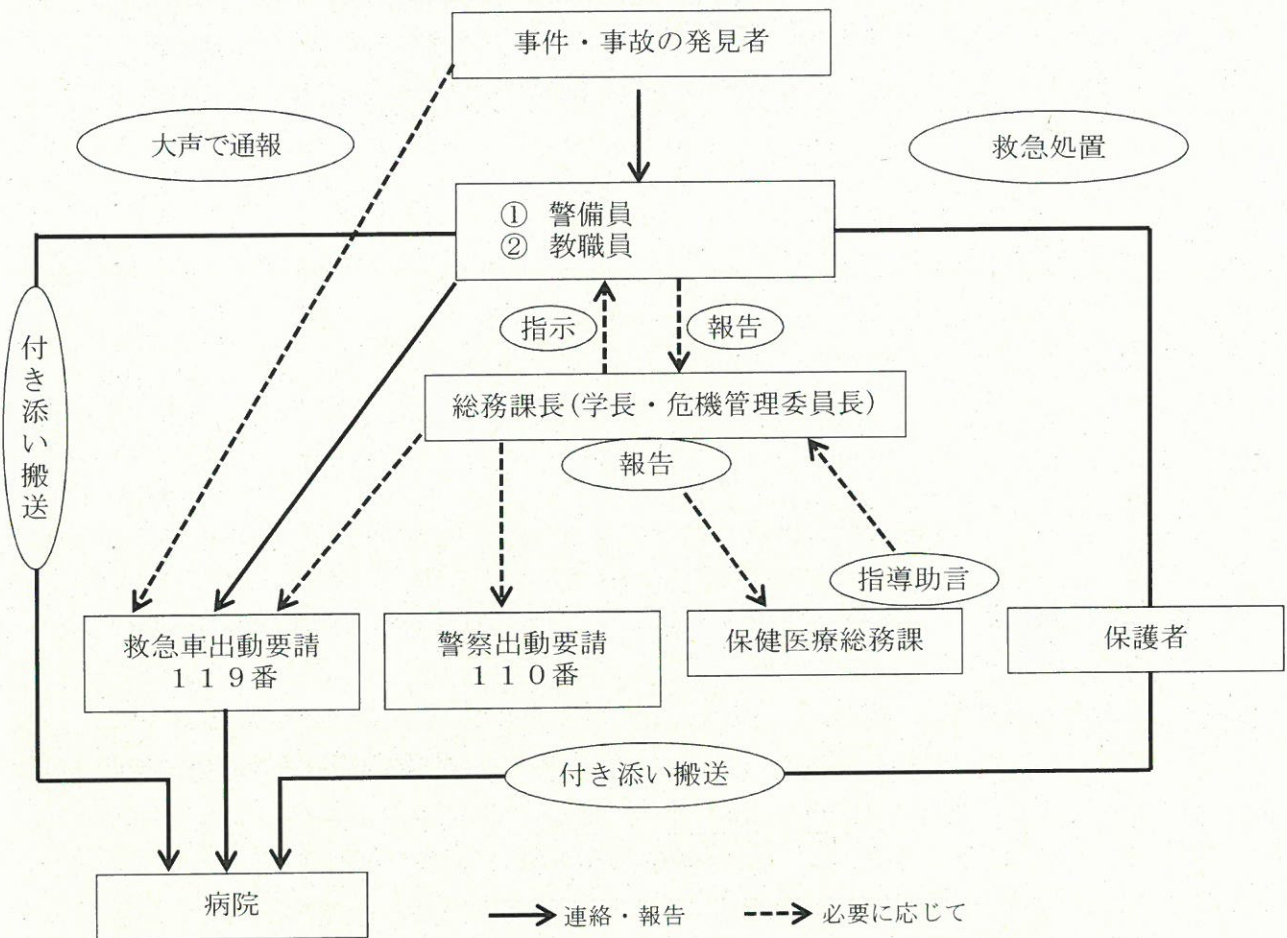 事件・事故の発見者
大声で通報
救急処置
① 警備員
② 教職員
指示
報告
付き添い搬送
総務課長(学長・危機管理委員長)
報告
指導助言
救急車出動要請
119番
警察出動要請
110番
保健医療総務課
保護者
付き添い搬送
病院
連絡・報告
必要に応じて